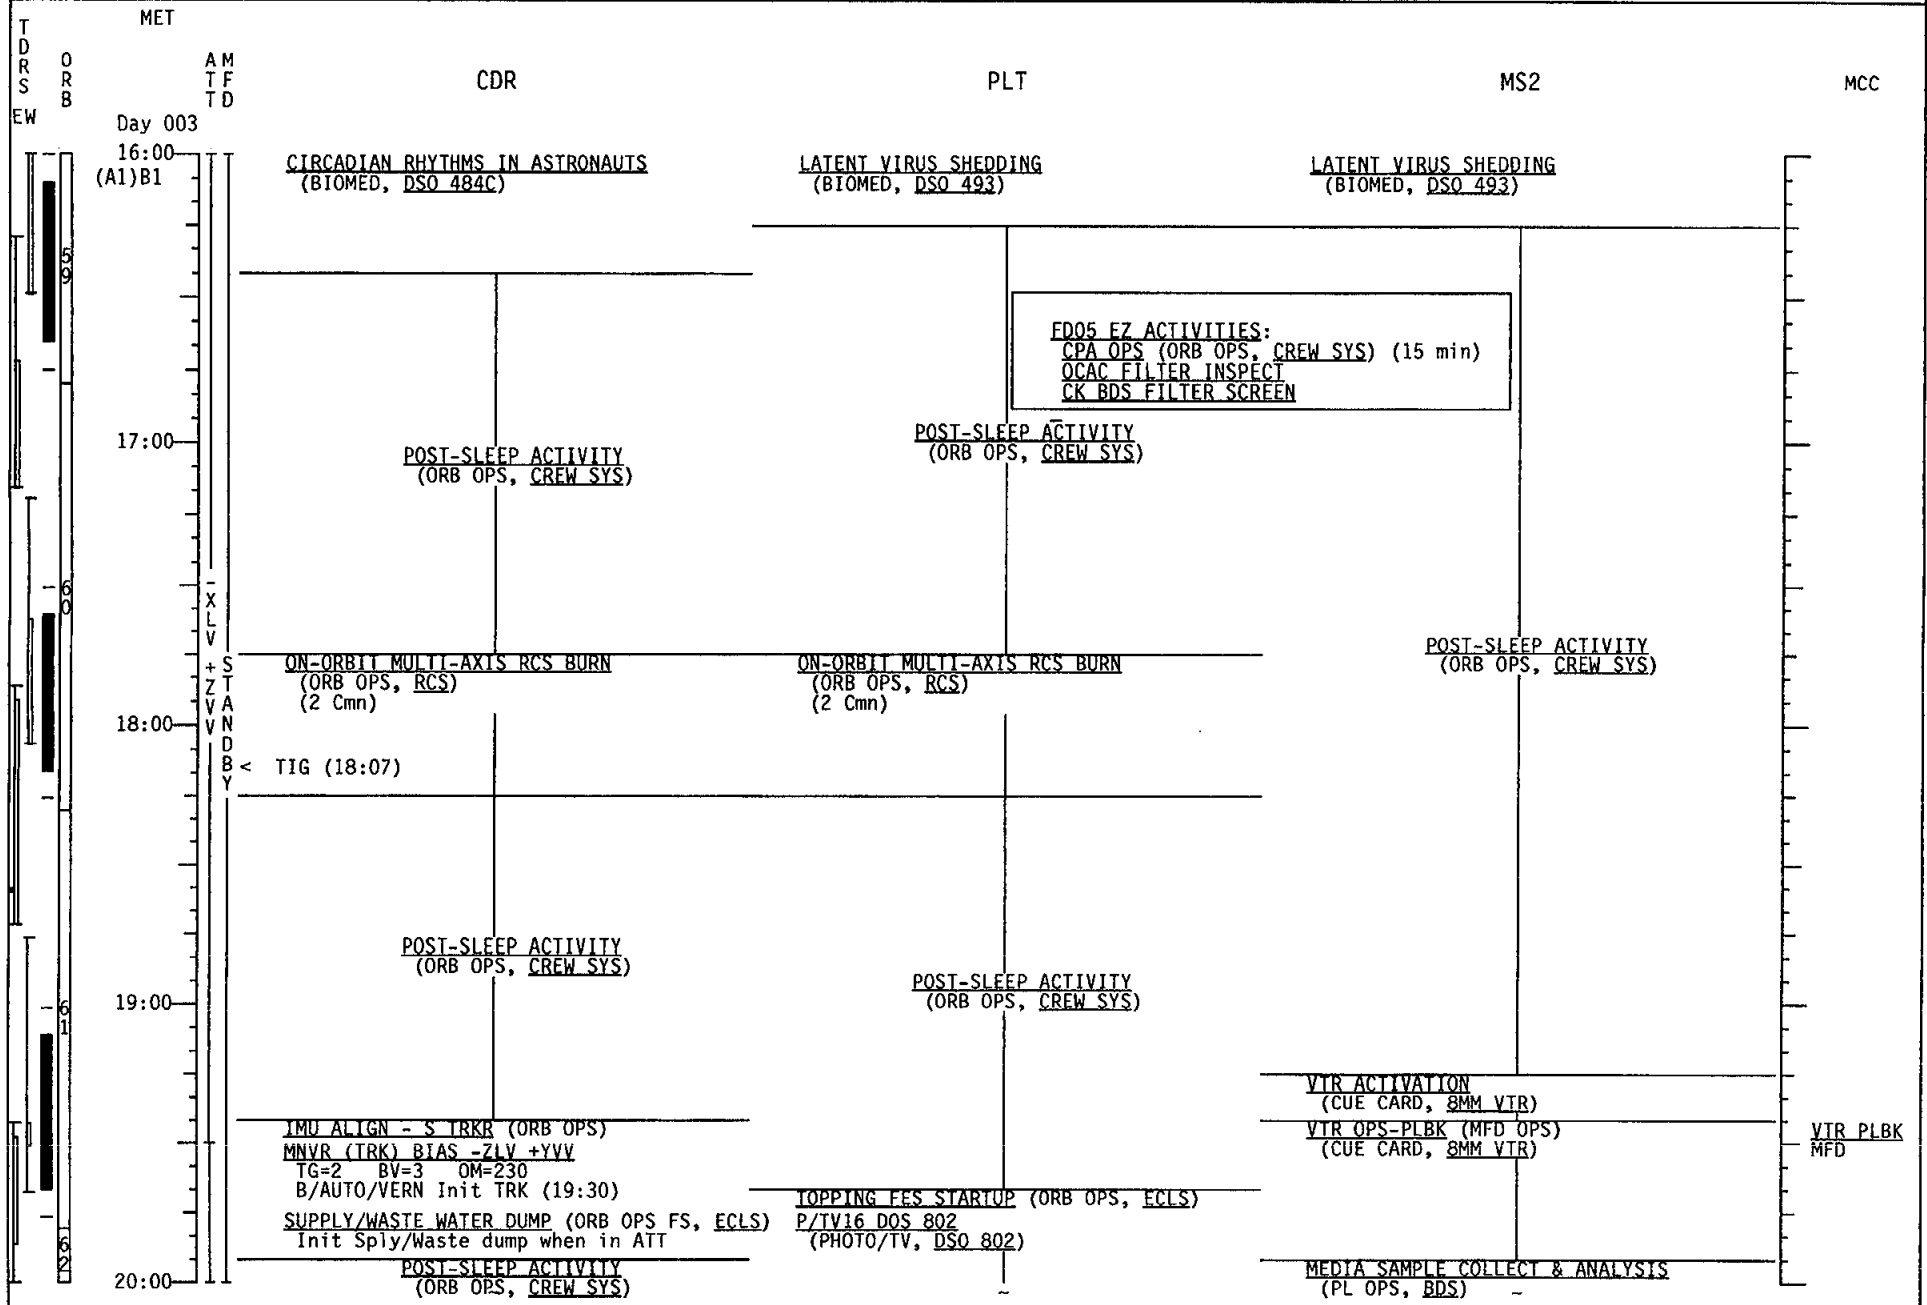 MET
TDRS
EW
ORB
ATT
MFD
CDR
PLT
MS2
MCC
Day 003
16:00
(A1)B1
CIRCADIAN RHYTHMS IN ASTRONAUTS
(BIOMED, DSO 484C)
LATENT VIRUS SHEDDING
(BIOMED, DSO 493)
LATENT VIRUS SHEDDING
(BIOMED, DSO 493)
59
FD05 EZ ACTIVITIES:
CPA OPS (ORB OPS, CREW SYS) (15 min)
OCAC FILTER INSPECT
CK BDS FILTER SCREEN
17:00
POST-SLEEP ACTIVITY
(ORB OPS, CREW SYS)
POST-SLEEP ACTIVITY
(ORB OPS, CREW SYS)
60
-XLV +ZVV
STANDBY
ON-ORBIT MULTI-AXIS RCS BURN
(ORB OPS, RCS)
(2 Cmn)
ON-ORBIT MULTI-AXIS RCS BURN
(ORB OPS, RCS)
(2 Cmn)
POST-SLEEP ACTIVITY
(ORB OPS, CREW SYS)
18:00
< TIG (18:07)
POST-SLEEP ACTIVITY
(ORB OPS, CREW SYS)
POST-SLEEP ACTIVITY
(ORB OPS, CREW SYS)
19:00
61
VTR ACTIVATION
(CUE CARD, 8MM VTR)
IMU ALIGN - S TRKR (ORB OPS)
MNVR (TRK) BIAS -ZLV +YVV
TG=2 BV=3 OM=230
B/AUTO/VERN Init TRK (19:30)
SUPPLY/WASTE WATER DUMP (ORB OPS FS, ECLS)
Init Sply/Waste dump when in ATT
POST-SLEEP ACTIVITY
(ORB OPS, CREW SYS)
TOPPING FES STARTUP (ORB OPS, ECLS)
P/TV16 DOS 802
(PHOTO/TV, DSO 802)
~
VTR OPS-PLBK (MFD OPS)
(CUE CARD, 8MM VTR)
MEDIA SAMPLE COLLECT & ANALYSIS
(PL OPS, BDS)
~
VTR PLBK
MFD
62
20:00